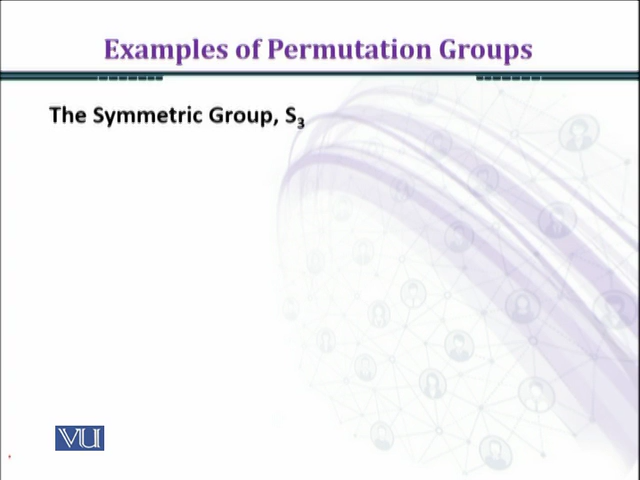 Examples of Permutation Groups
The Symmetric Group, S₃
VU